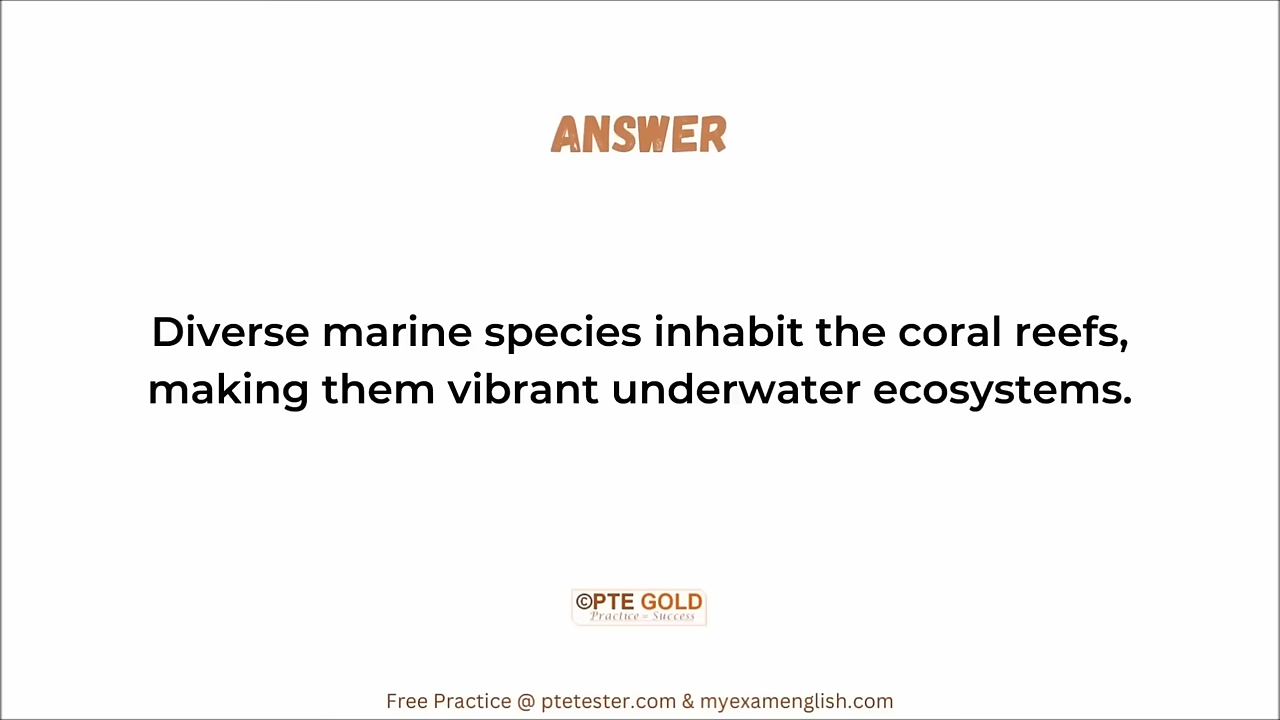 ANSWER
Diverse marine species inhabit the coral reefs,
making them vibrant underwater ecosystems.
©PTE GOLD
Practice = Success
Free Practice @ ptetester.com & myexamenglish.com